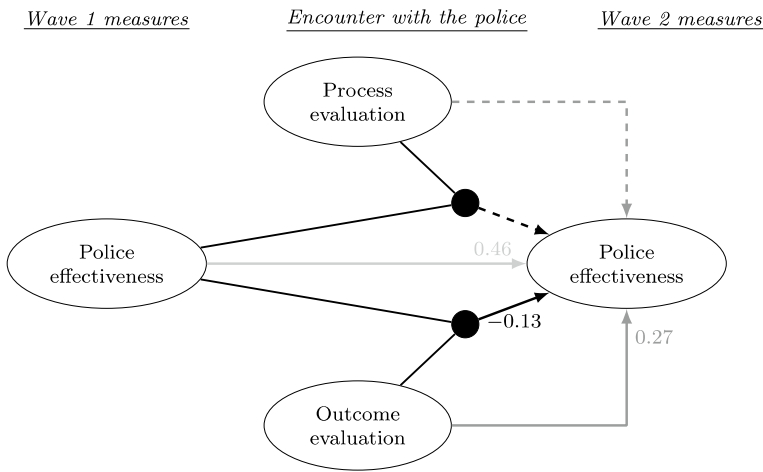 Wave 1 measures
Encounter with the police
Wave 2 measures
Process
evaluation
Police
effectiveness
0.46
Police
effectiveness
−0.13
0.27
Outcome
evaluation